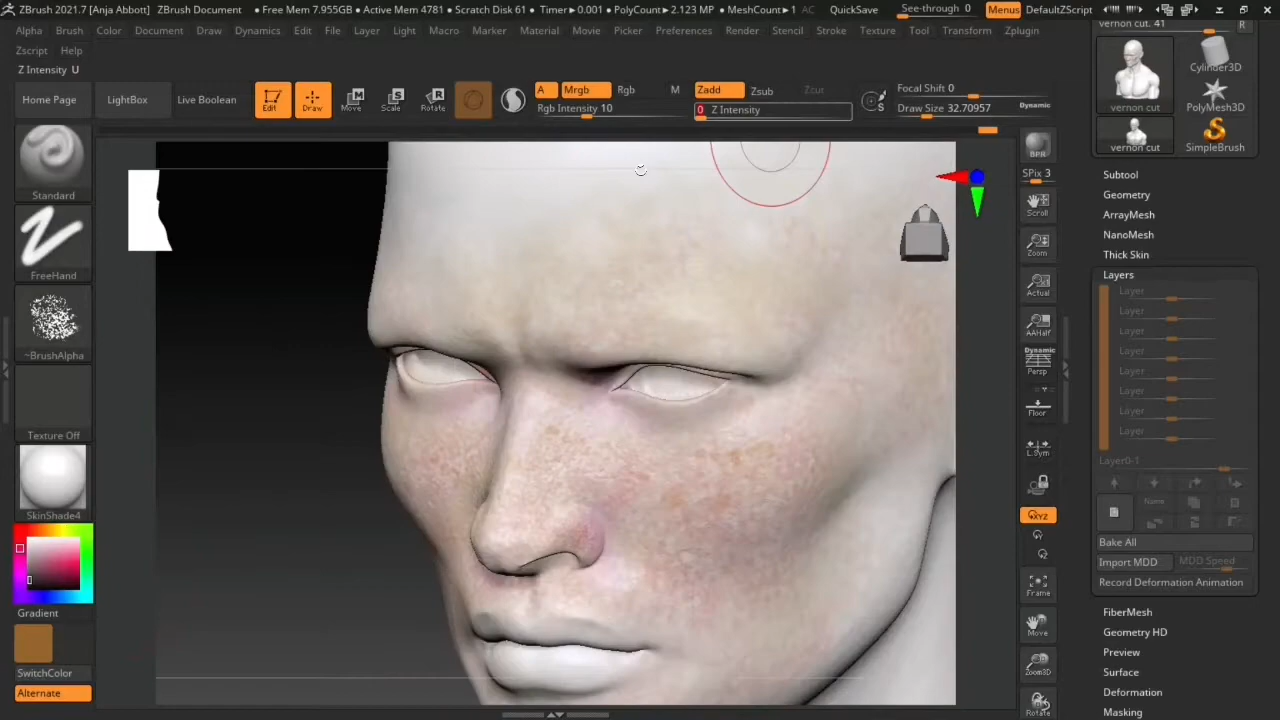 ZBrush 2021.7 [Anja Abbott] ZBrush Document • Free Mem 7.955GB • Active Mem 4781 • Scratch Disk 61 • Timer►0.001 • PolyCount►2.123 MP • MeshCount►1 AC QuickSave See-through 0 Menus DefaultZScript
Alpha Brush Color Document Draw Dynamics Edit File Layer Light Macro Marker Material Movie Picker Preferences Render Stencil Stroke Texture Tool Transform Zplugin
Zscript Help
Z Intensity U
Home Page LightBox Live Boolean Edit Draw Move Scale Rotate
A Mrgb Rgb M Zadd Zsub Zcut Focal Shift 0
Rgb Intensity 10 0 Z Intensity S Draw Size 32.70957 Dynamic
Standard
FreeHand
~BrushAlpha
Texture Off
SkinShade4
Gradient
SwitchColor
Alternate
BPR
SPix 3
Scroll
Zoom
Actual
AAHalf
Dynamic
Persp
Floor
L.Sym
XYZ
Frame
Move
Zoom3D
Rotate
vernon cut. 41 R
Cylinder3D
vernon cut PolyMesh3D
vernon cut SimpleBrush
Subtool
Geometry
ArrayMesh
NanoMesh
Thick Skin
Layers
Layer
Layer
Layer
Layer
Layer
Layer
Layer
Layer
Layer0-1
Name
Bake All
Import MDD MDD Speed
Record Deformation Animation
FiberMesh
Geometry HD
Preview
Surface
Deformation
Masking